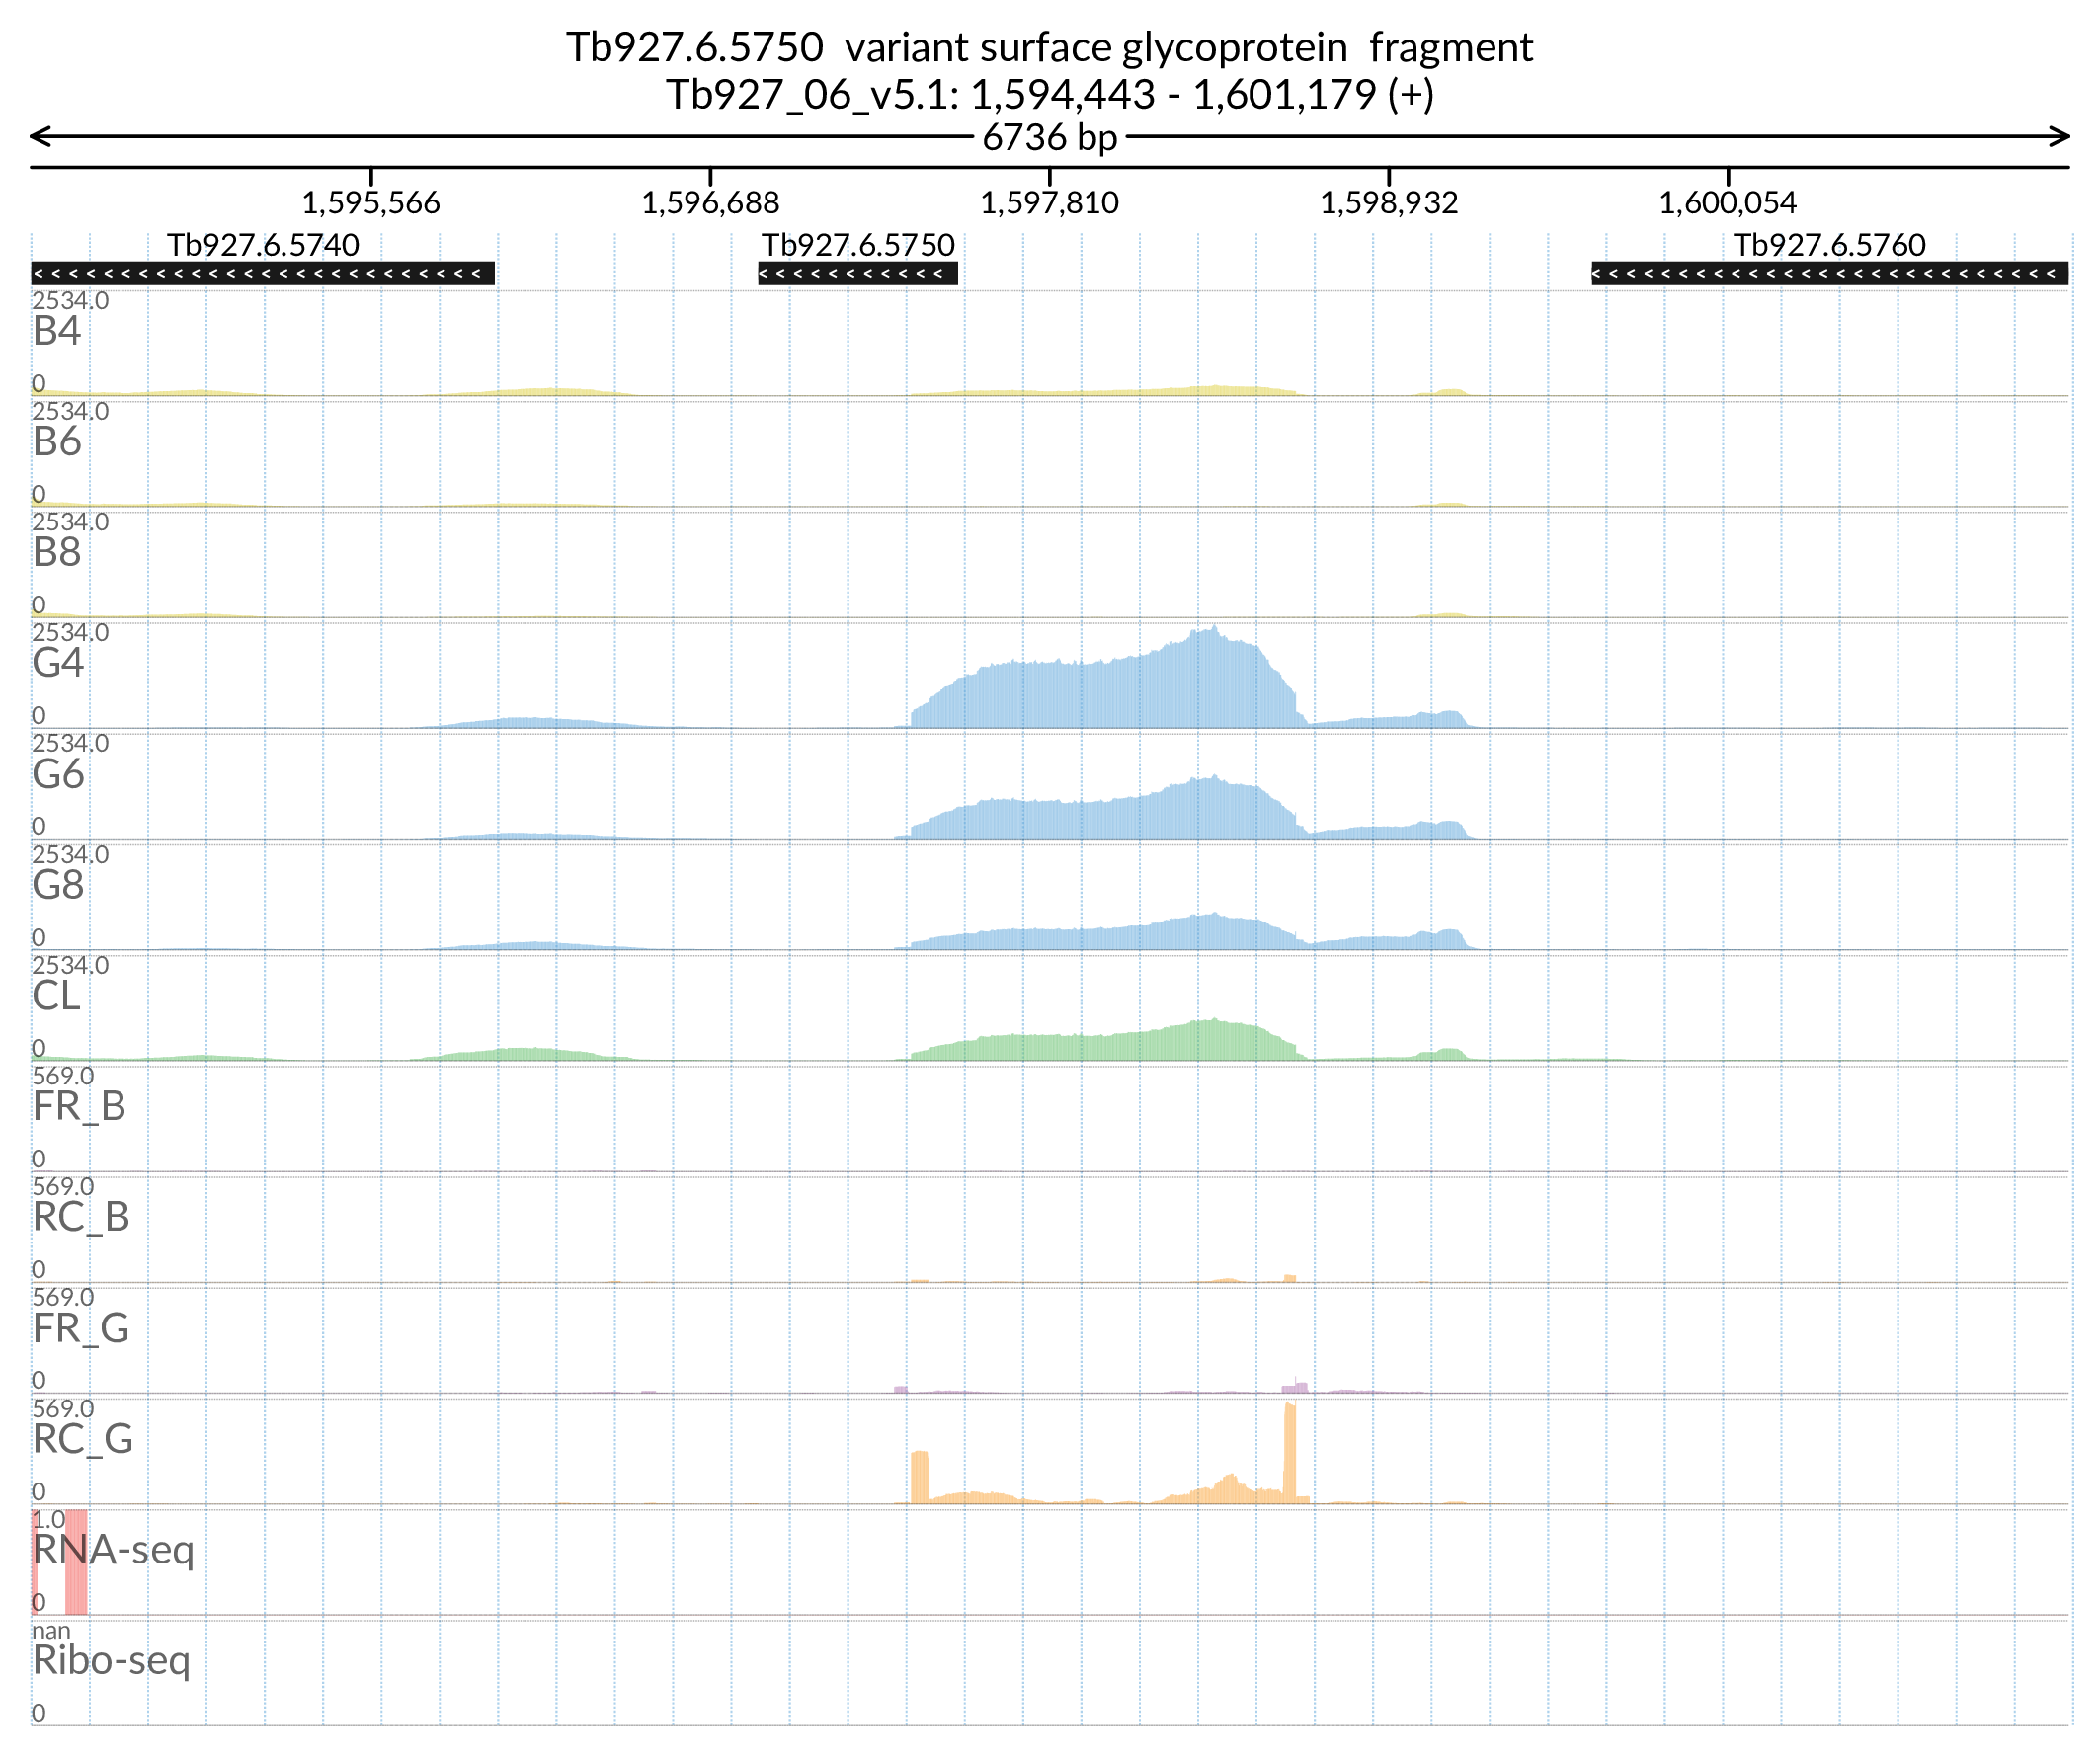 Tb927.6.5750 variant surface glycoprotein fragment
Tb927_06_v5.1: 1,594,443 - 1,601,179 (+)
6736 bp
1,595,566 1,596,688 1,597,810 1,598,932 1,600,054
Tb927.6.5740 Tb927.6.5750 Tb927.6.5760
2534.0
B4
0
2534.0
B6
0
2534.0
B8
0
2534.0
G4
0
2534.0
G6
0
2534.0
G8
0
2534.0
CL
0
569.0
FR_B
0
569.0
RC_B
0
569.0
FR_G
0
569.0
RC_G
0
1.0
RNA-seq
0
nan
Ribo-seq
0